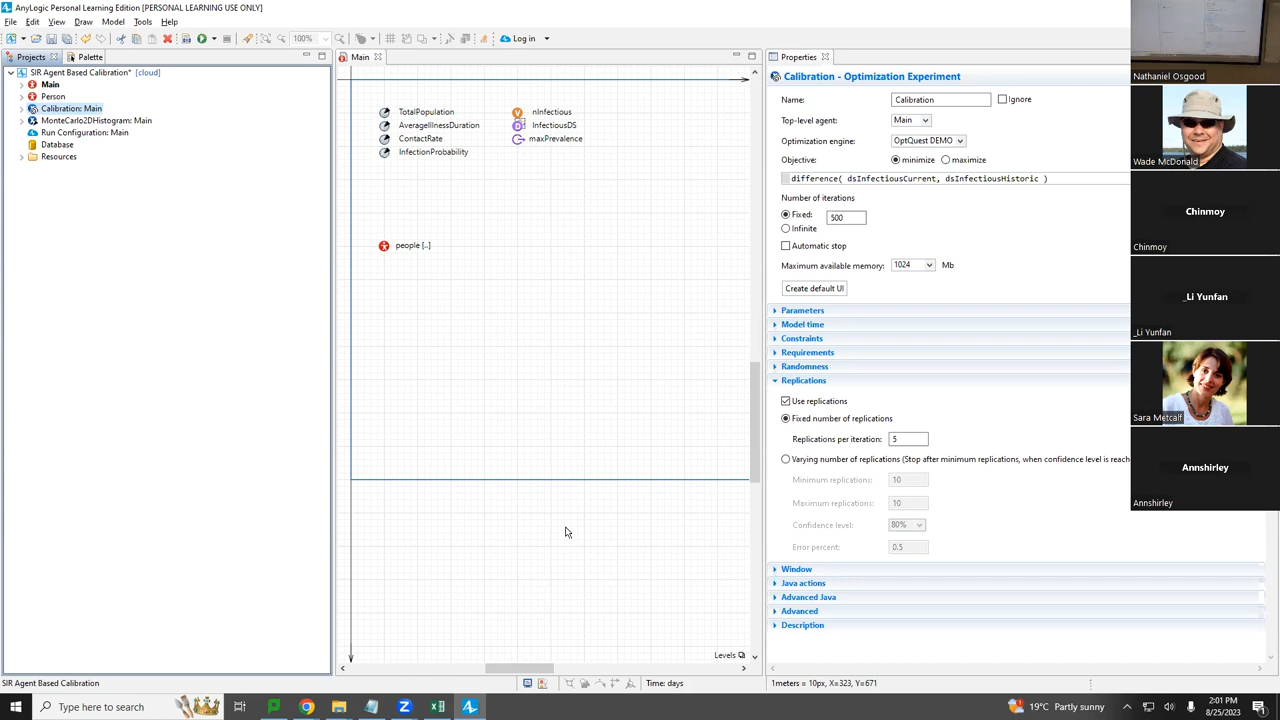 AnyLogic Personal Learning Edition [PERSONAL LEARNING USE ONLY]
File Edit View Draw Model Tools Help
100% Log in
Projects Palette
SIR Agent Based Calibration* [cloud]
Main
Person
Calibration: Main
MonteCarlo2DHistogram: Main
Run Configuration: Main
Database
Resources
Main
TotalPopulation
AverageIllnessDuration
ContactRate
InfectionProbability
nInfectious
InfectiousDS
maxPrevalence
people [..]
Levels
Properties
Calibration - Optimization Experiment
Name: Calibration Ignore
Top-level agent: Main
Optimization engine: OptQuest DEMO
Objective: minimize maximize
difference( dsInfectiousCurrent, dsInfectiousHistoric )
Number of iterations
Fixed: 500
Infinite
Automatic stop
Maximum available memory: 1024 Mb
Create default UI
Parameters
Model time
Constraints
Requirements
Randomness
Replications
Use replications
Fixed number of replications
Replications per iteration: 5
Varying number of replications (Stop after minimum replications, when confidence level is reach
Minimum replications: 10
Maximum replications: 10
Confidence level: 80%
Error percent: 0.5
Window
Java actions
Advanced Java
Advanced
Description
Nathaniel Osgood
Wade McDonald
Chinmoy
Chinmoy
_Li Yunfan
_Li Yunfan
Sara Metcalf
Annshirley
Annshirley
SIR Agent Based Calibration Time: days 1meters = 10px, X=323, Y=671
Type here to search 19°C Partly sunny 2:01 PM
8/25/2023